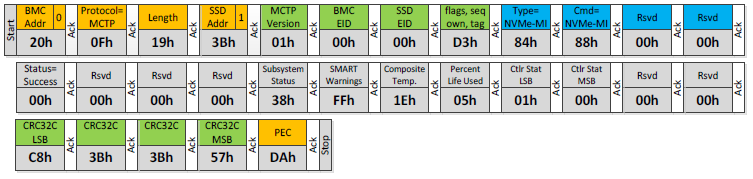 Start BMC Addr 0 Ack Protocol= MCTP Ack Length Ack SSD Addr 1 Ack MCTP Version Ack BMC EID Ack SSD EID Ack flags, seq own, tag Ack Type= NVMe-MI Ack Cmd= NVMe-MI Ack Rsvd Ack Rsvd Ack
20h 0Fh 19h 3Bh 01h 00h 00h D3h 84h 88h 00h 00h
Status= Success Ack Rsvd Ack Rsvd Ack Rsvd Ack Subsystem Status Ack SMART Warnings Ack Composite Temp. Ack Percent Life Used Ack Ctlr Stat LSB Ack Ctlr Stat MSB Ack Rsvd Ack Rsvd Ack
00h 00h 00h 00h 38h FFh 1Eh 05h 01h 00h 00h 00h
CRC32C LSB Ack CRC32C Ack CRC32C Ack CRC32C MSB Ack PEC Ack Stop
C8h 3Bh 3Bh 57h DAh